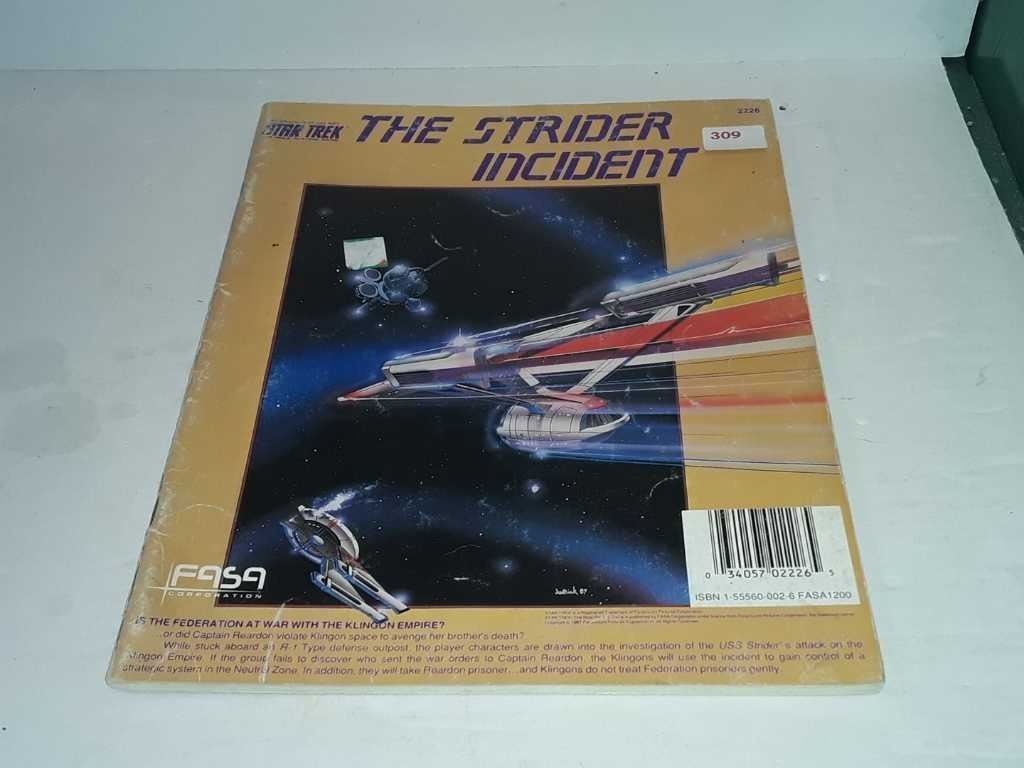 STAR TREK
THE STRIDER
INCIDENT
2226
309
FASA
CORPORATION
0 34057 02226 5
ISBN 1-55560-002-6 FASA1200
IS THE FEDERATION AT WAR WITH THE KLINGON EMPIRE?
...or did Captain Reardon violate Klingon space to avenge her brother's death?
While stuck aboard an R-1 Type defense outpost, the player characters are drawn into the investigation of the USS Strider's attack on the
Klingon Empire. If the group fails to discover who sent the war orders to Captain Reardon, the Klingons will use the incident to gain control of a
strategic system in the Neutral Zone. In addition, they will take Reardon prisoner...and Klingons do not treat Federation prisoners gently.